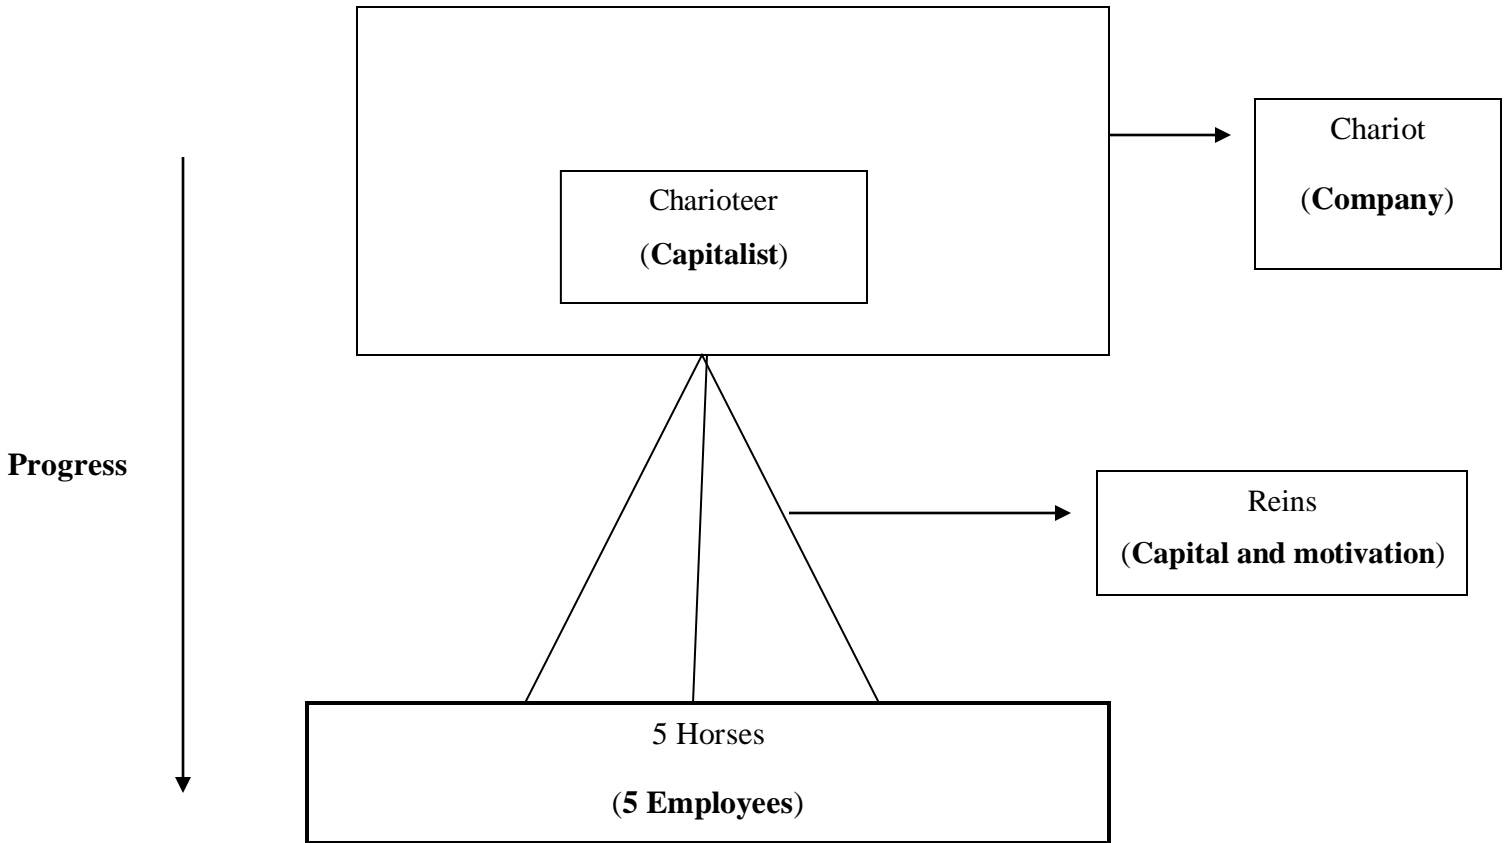 Chariot
(Company)
Charioteer
(Capitalist)
Progress
Reins
(Capital and motivation)
5 Horses
(5 Employees)